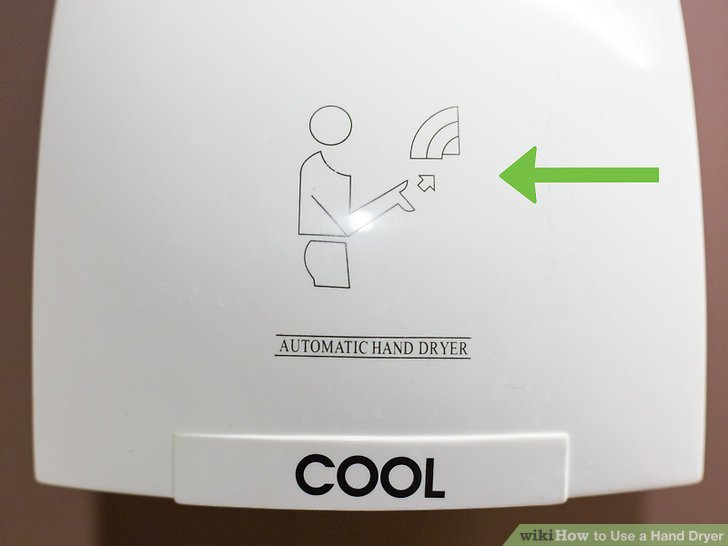 AUTOMATIC HAND DRYER
COOL
wikiHow to Use a Hand Dryer